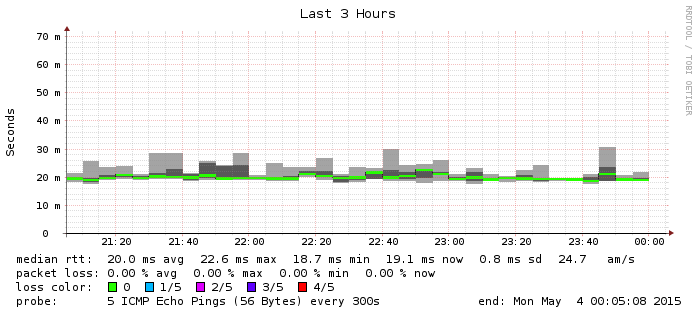 Last 3 Hours
RRDTOOL / TOBI OETIKER
Seconds
70 m
60 m
50 m
40 m
30 m
20 m
10 m
0
21:20 21:40 22:00 22:20 22:40 23:00 23:20 23:40 00:00
median rtt: 20.0 ms avg 22.6 ms max 18.7 ms min 19.1 ms now 0.8 ms sd 24.7 am/s
packet loss: 0.00 % avg 0.00 % max 0.00 % min 0.00 % now
loss color: 0 1/5 2/5 3/5 4/5
probe: 5 ICMP Echo Pings (56 Bytes) every 300s end: Mon May 4 00:05:08 2015